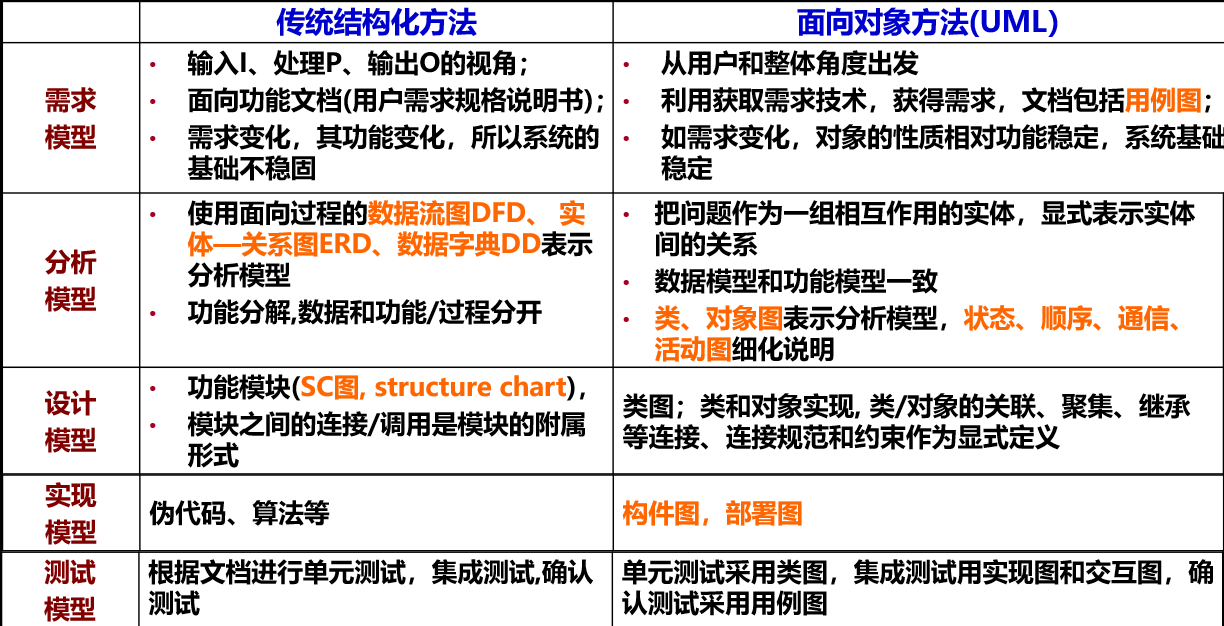 传统结构化方法
面向对象方法(UML)
需求
模型
• 输入I、处理P、输出O的视角；
• 面向功能文档(用户需求规格说明书)；
• 需求变化，其功能变化，所以系统的
基础不稳固
• 从用户和整体角度出发
• 利用获取需求技术，获得需求，文档包括用例图；
• 如需求变化，对象的性质相对功能稳定，系统基础
稳定
分析
模型
• 使用面向过程的数据流图DFD、 实
体—关系图ERD、数据字典DD表示
分析模型
• 功能分解,数据和功能/过程分开
• 把问题作为一组相互作用的实体，显式表示实体
间的关系
• 数据模型和功能模型一致
• 类、对象图表示分析模型，状态、顺序、通信、
活动图细化说明
设计
模型
• 功能模块(SC图, structure chart)，
• 模块之间的连接/调用是模块的附属
形式
类图；类和对象实现, 类/对象的关联、聚集、继承
等连接、连接规范和约束作为显式定义
实现
模型
伪代码、算法等
构件图，部署图
测试
模型
根据文档进行单元测试，集成测试,确认
测试
单元测试采用类图，集成测试用实现图和交互图，确
认测试采用用例图